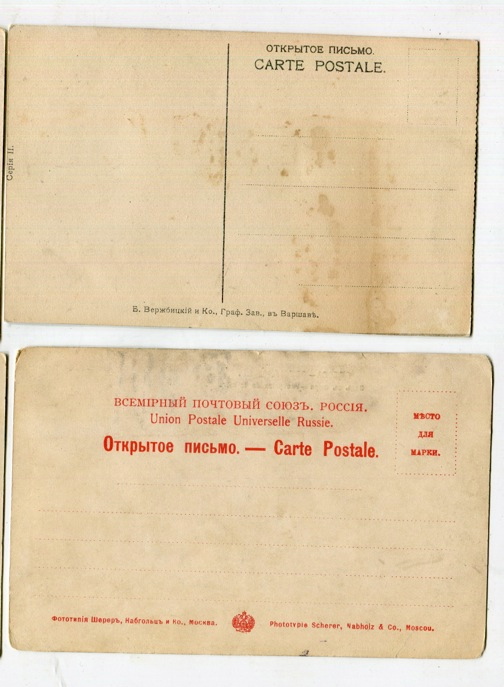 ОТКРЫТОЕ ПИСЬМО.
CARTE POSTALE.
Серія II.
Б. Вержбицкій и Ко., Граф. Зав., въ Варшавѣ.
ВСЕМІРНЫЙ ПОЧТОВЫЙ СОЮЗЪ. РОССІЯ.
Union Postale Universelle Russie.
Открытое письмо. — Carte Postale.
МѢСТО
ДЛЯ
МАРКИ.
Фототипія Шереръ, Набгольцъ и Ко., Москва.
Phototypie Scherer, Nabholz & Co., Moscou.